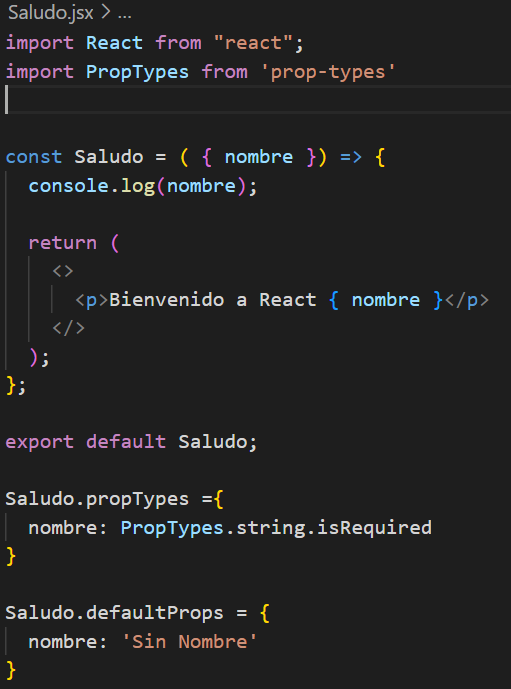 Saludo.jsx > ...
import React from "react";
import PropTypes from 'prop-types'
const Saludo = ( { nombre }) => {
console.log(nombre);
return (
<>
<p>Bienvenido a React { nombre }</p>
</>
);
};
export default Saludo;
Saludo.propTypes ={
nombre: PropTypes.string.isRequired
}
Saludo.defaultProps = {
nombre: 'Sin Nombre'
}